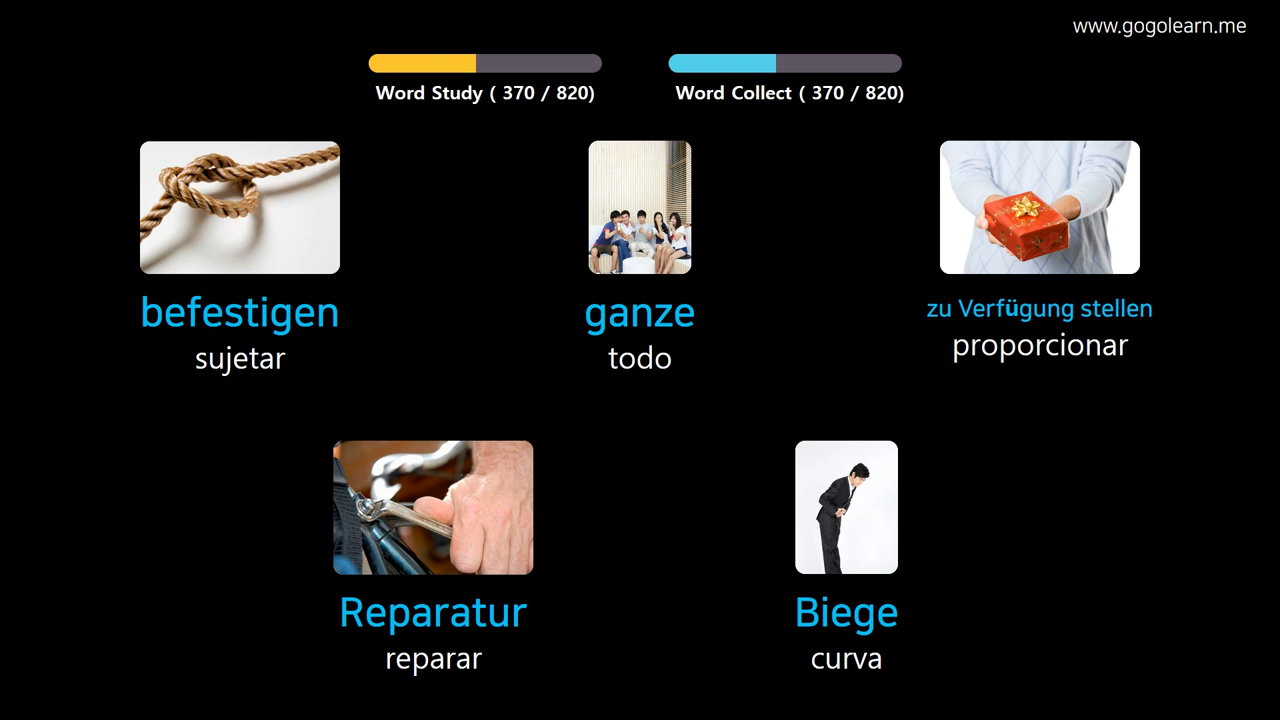 www.gogolearn.me
Word Study ( 370 / 820)
Word Collect ( 370 / 820)
befestigen
sujetar
ganze
todo
zu Verfügung stellen
proporcionar
Reparatur
reparar
Biege
curva